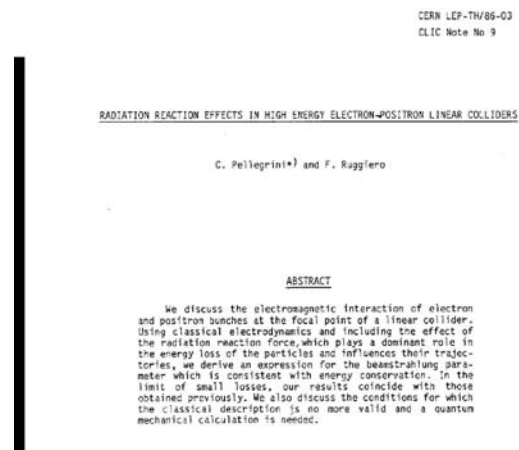 CERN LEP-TH/86-03
CLIC Note No 9
RADIATION REACTION EFFECTS IN HIGH ENERGY ELECTRON-POSITRON LINEAR COLLIDERS
C. Pellegrini*) and F. Ruggiero
ABSTRACT
We discuss the electromagnetic interaction of electron
and positron bunches at the focal point of a linear collider.
Using classical electrodynamics and including the effect of
the radiation reaction force, which plays a dominant role in
the energy loss of the particles and influences their trajec-
tories, we derive an expression for the beamstrahlung para-
meter which is consistent with energy conservation. In the
limit of small losses, our results coincide with those
obtained previously. We also discuss the conditions for which
the classical description is no more valid and a quantum
mechanical calculation is needed.